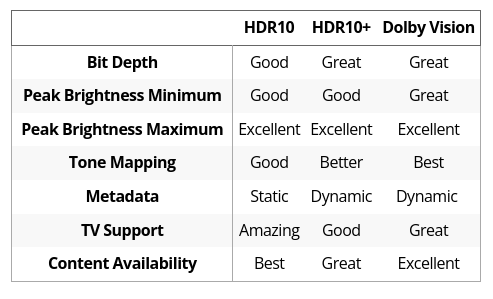 HDR10 HDR10+ Dolby Vision
Bit Depth Good Great Great
Peak Brightness Minimum Good Good Great
Peak Brightness Maximum Excellent Excellent Excellent
Tone Mapping Good Better Best
Metadata Static Dynamic Dynamic
TV Support Amazing Good Great
Content Availability Best Great Excellent